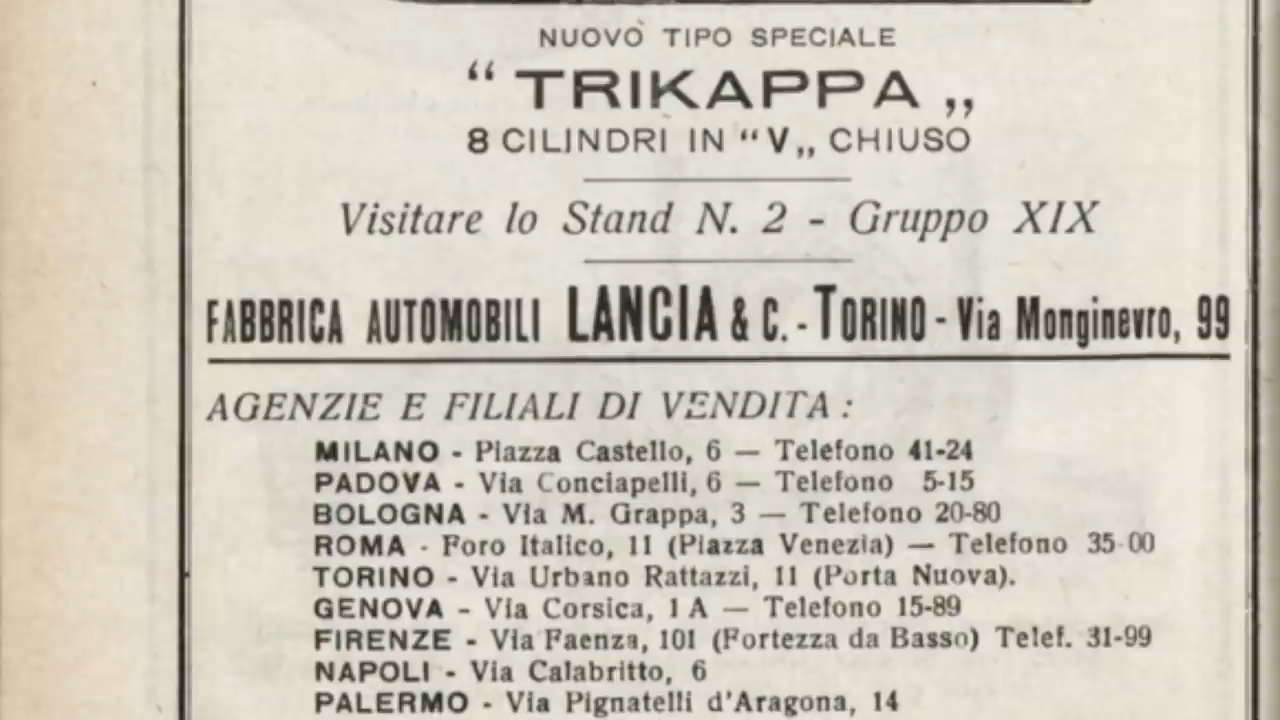 NUOVO TIPO SPECIALE
“ TRIKAPPA „
8 CILINDRI IN “V„ CHIUSO
Visitare lo Stand N. 2 - Gruppo XIX
FABBRICA AUTOMOBILI LANCIA & C. - TORINO - Via Monginevro, 99
AGENZIE E FILIALI DI VENDITA :
MILANO - Piazza Castello, 6 — Telefono 41-24
PADOVA - Via Conciapelli, 6 — Telefono 5-15
BOLOGNA - Via M. Grappa, 3 — Telefono 20-80
ROMA - Foro Italico, 11 (Piazza Venezia) — Telefono 35-00
TORINO - Via Urbano Rattazzi, 11 (Porta Nuova).
GENOVA - Via Corsica, 1 A — Telefono 15-89
FIRENZE - Via Faenza, 101 (Fortezza da Basso) Telef. 31-99
NAPOLI - Via Calabritto, 6
PALERMO - Via Pignatelli d'Aragona, 14